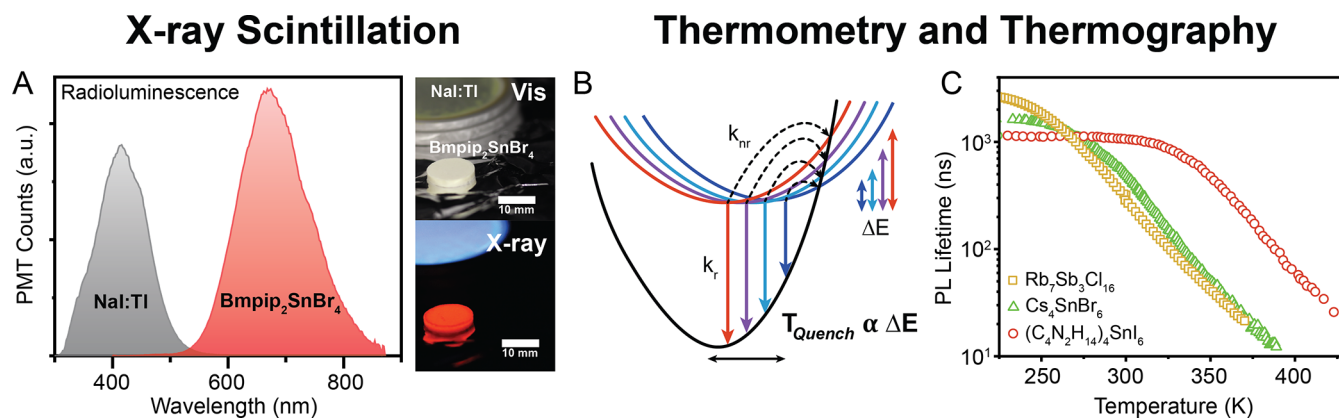 X-ray Scintillation
Thermometry and Thermography
A
Radioluminescence
PMT Counts (a.u.)
NaI:Tl
Bmpip₂SnBr₄
400
600
800
Wavelength (nm)
NaI:Tl
Vis
Bmpip₂SnBr₄
10 mm
X-ray
10 mm
B
kₙᵣ
ΔE
kᵣ
T_Quench α ΔE
C
PL Lifetime (ns)
10³
10²
10¹
Rb₇Sb₃Cl₁₆
Cs₄SnBr₆
(C₄N₂H₁₄)₄SnI₆
250
300
350
400
Temperature (K)